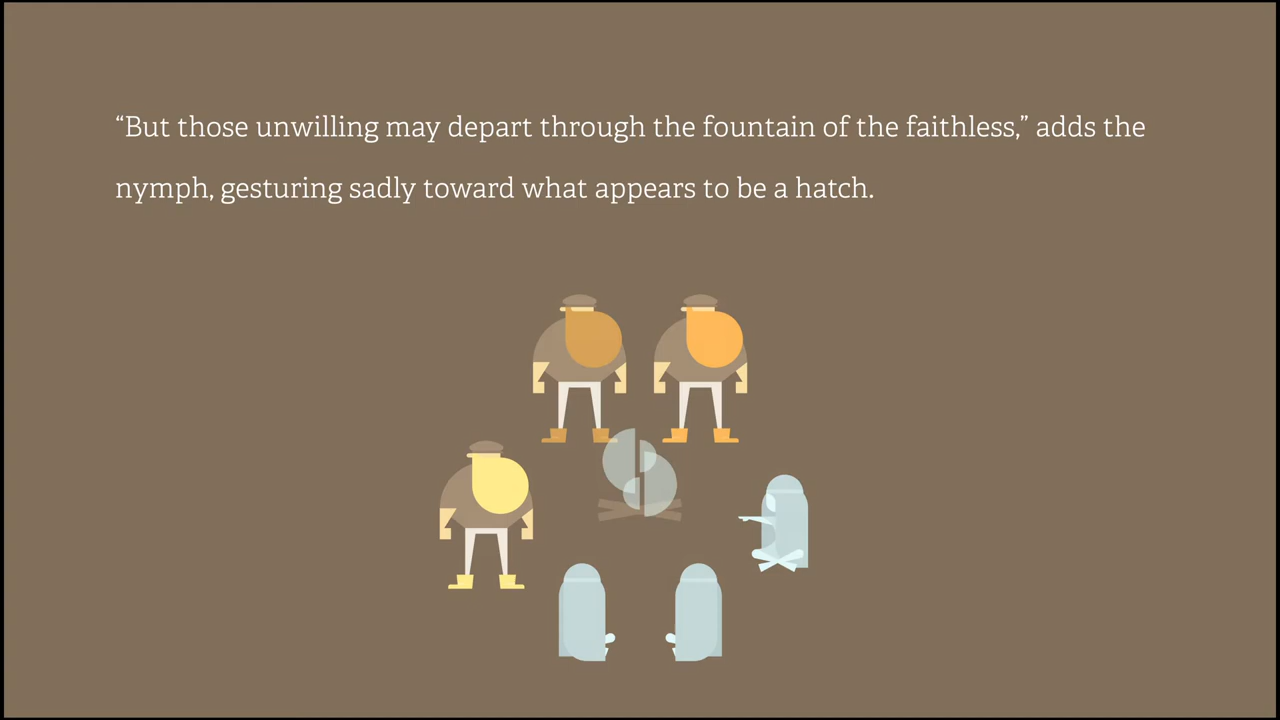 “But those unwilling may depart through the fountain of the faithless,” adds the
nymph, gesturing sadly toward what appears to be a hatch.